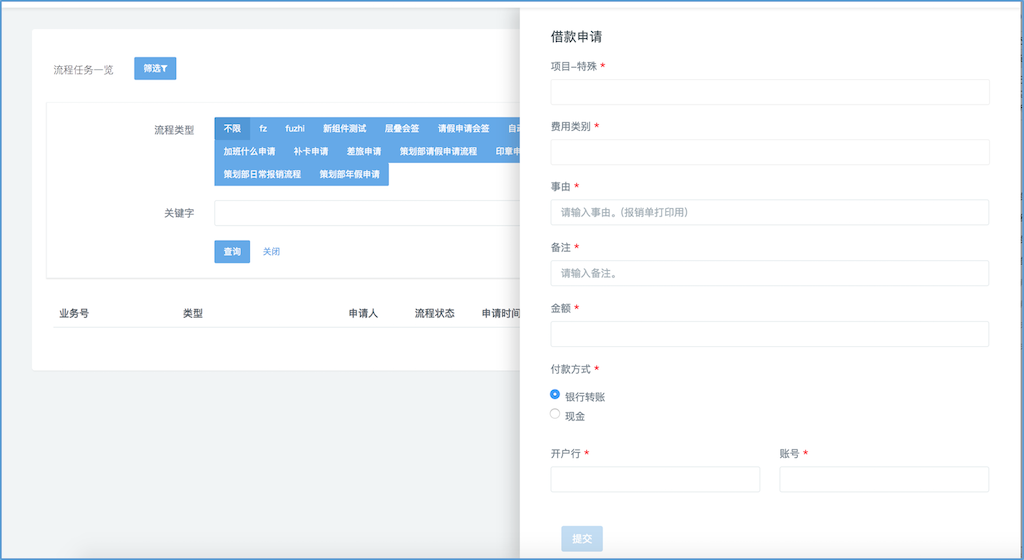 流程任务一览
筛选
流程类型
不限 fz fuzhi 新组件测试 层叠会签 请假申请会签
加班什么申请 补卡申请 差旅申请 策划部请假申请流程 印章申
策划部日常报销流程 策划部年假申请
关键字
查询 关闭
业务号 类型 申请人 流程状态 申请时间
借款申请
项目–特殊 *
费用类别 *
事由 *
请输入事由。(报销单打印用)
备注 *
请输入备注。
金额 *
付款方式 *
银行转账
现金
开户行 * 账号 *
提交